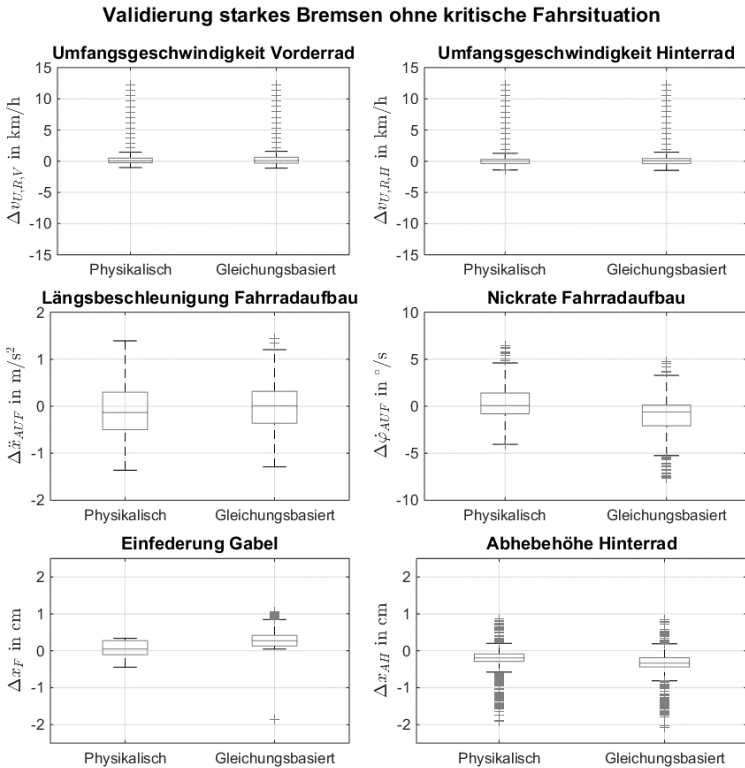 Validierung starkes Bremsen ohne kritische Fahrsituation
Umfangsgeschwindigkeit Vorderrad
15
10
5
0
-5
-10
-15
Δv_{U,R,V} in km/h
Physikalisch
Gleichungsbasiert
Umfangsgeschwindigkeit Hinterrad
15
10
5
0
-5
-10
-15
Δv_{U,R,H} in km/h
Physikalisch
Gleichungsbasiert
Längsbeschleunigung Fahrradaufbau
2
1
0
-1
-2
Δẍ_{AUF} in m/s²
Physikalisch
Gleichungsbasiert
Nickrate Fahrradaufbau
10
5
0
-5
-10
Δφ̇_{AUF} in °/s
Physikalisch
Gleichungsbasiert
Einfederung Gabel
2
1
0
-1
-2
Δx_F in cm
Physikalisch
Gleichungsbasiert
Abhebehöhe Hinterrad
2
1
0
-1
-2
Δx_{AH} in cm
Physikalisch
Gleichungsbasiert